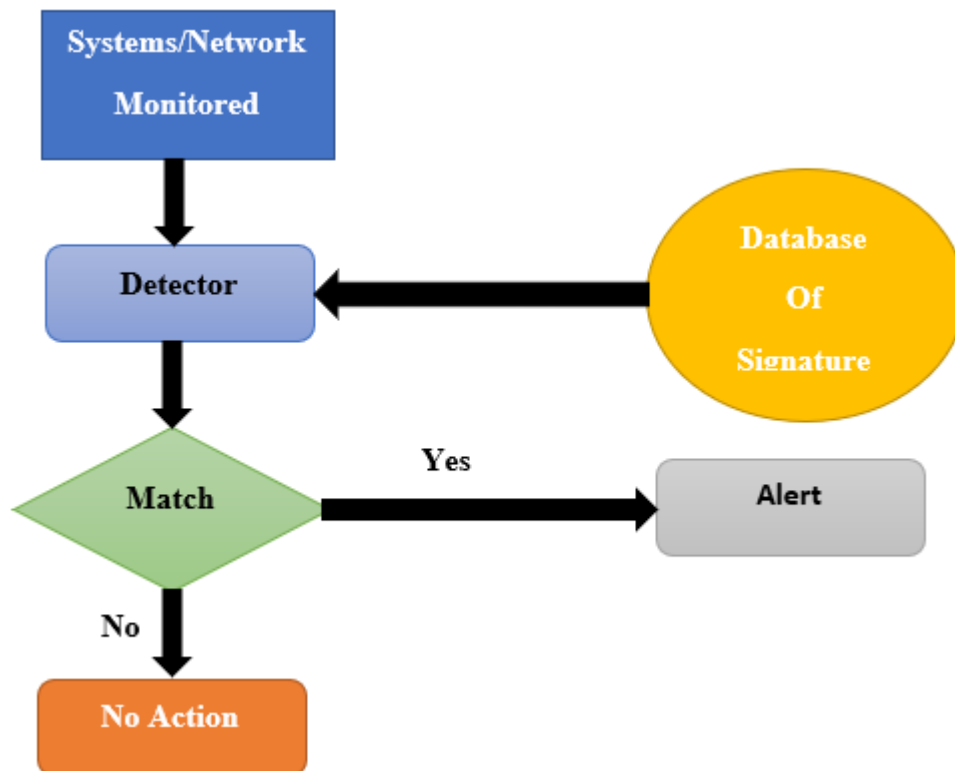 Systems/Network
Monitored
Detector
Database
Of
Signature
Yes
Match
Alert
No
No Action